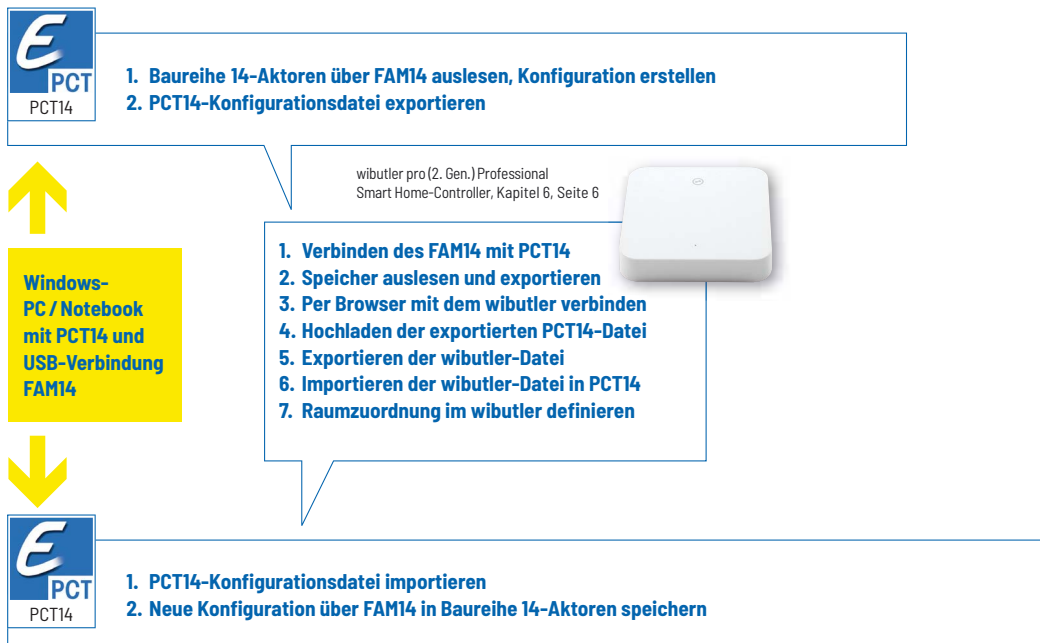 E
PCT
PCT14
1. Baureihe 14-Aktoren über FAM14 auslesen, Konfiguration erstellen
2. PCT14-Konfigurationsdatei exportieren
wibutler pro (2. Gen.) Professional
Smart Home-Controller, Kapitel 6, Seite 6
Windows-
PC / Notebook
mit PCT14 und
USB-Verbindung
FAM14
1. Verbinden des FAM14 mit PCT14
2. Speicher auslesen und exportieren
3. Per Browser mit dem wibutler verbinden
4. Hochladen der exportierten PCT14-Datei
5. Exportieren der wibutler-Datei
6. Importieren der wibutler-Datei in PCT14
7. Raumzuordnung im wibutler definieren
E
PCT
PCT14
1. PCT14-Konfigurationsdatei importieren
2. Neue Konfiguration über FAM14 in Baureihe 14-Aktoren speichern